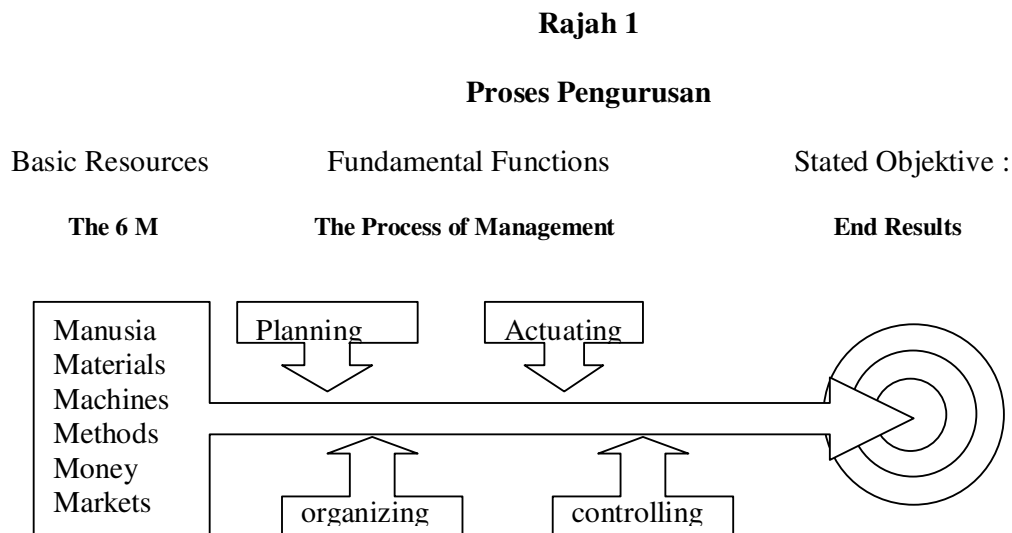 Rajah 1
Proses Pengurusan
Basic Resources Fundamental Functions Stated Objektive :
The 6 M The Process of Management End Results
Manusia
Materials
Machines
Methods
Money
Markets
Planning
Actuating
organizing
controlling